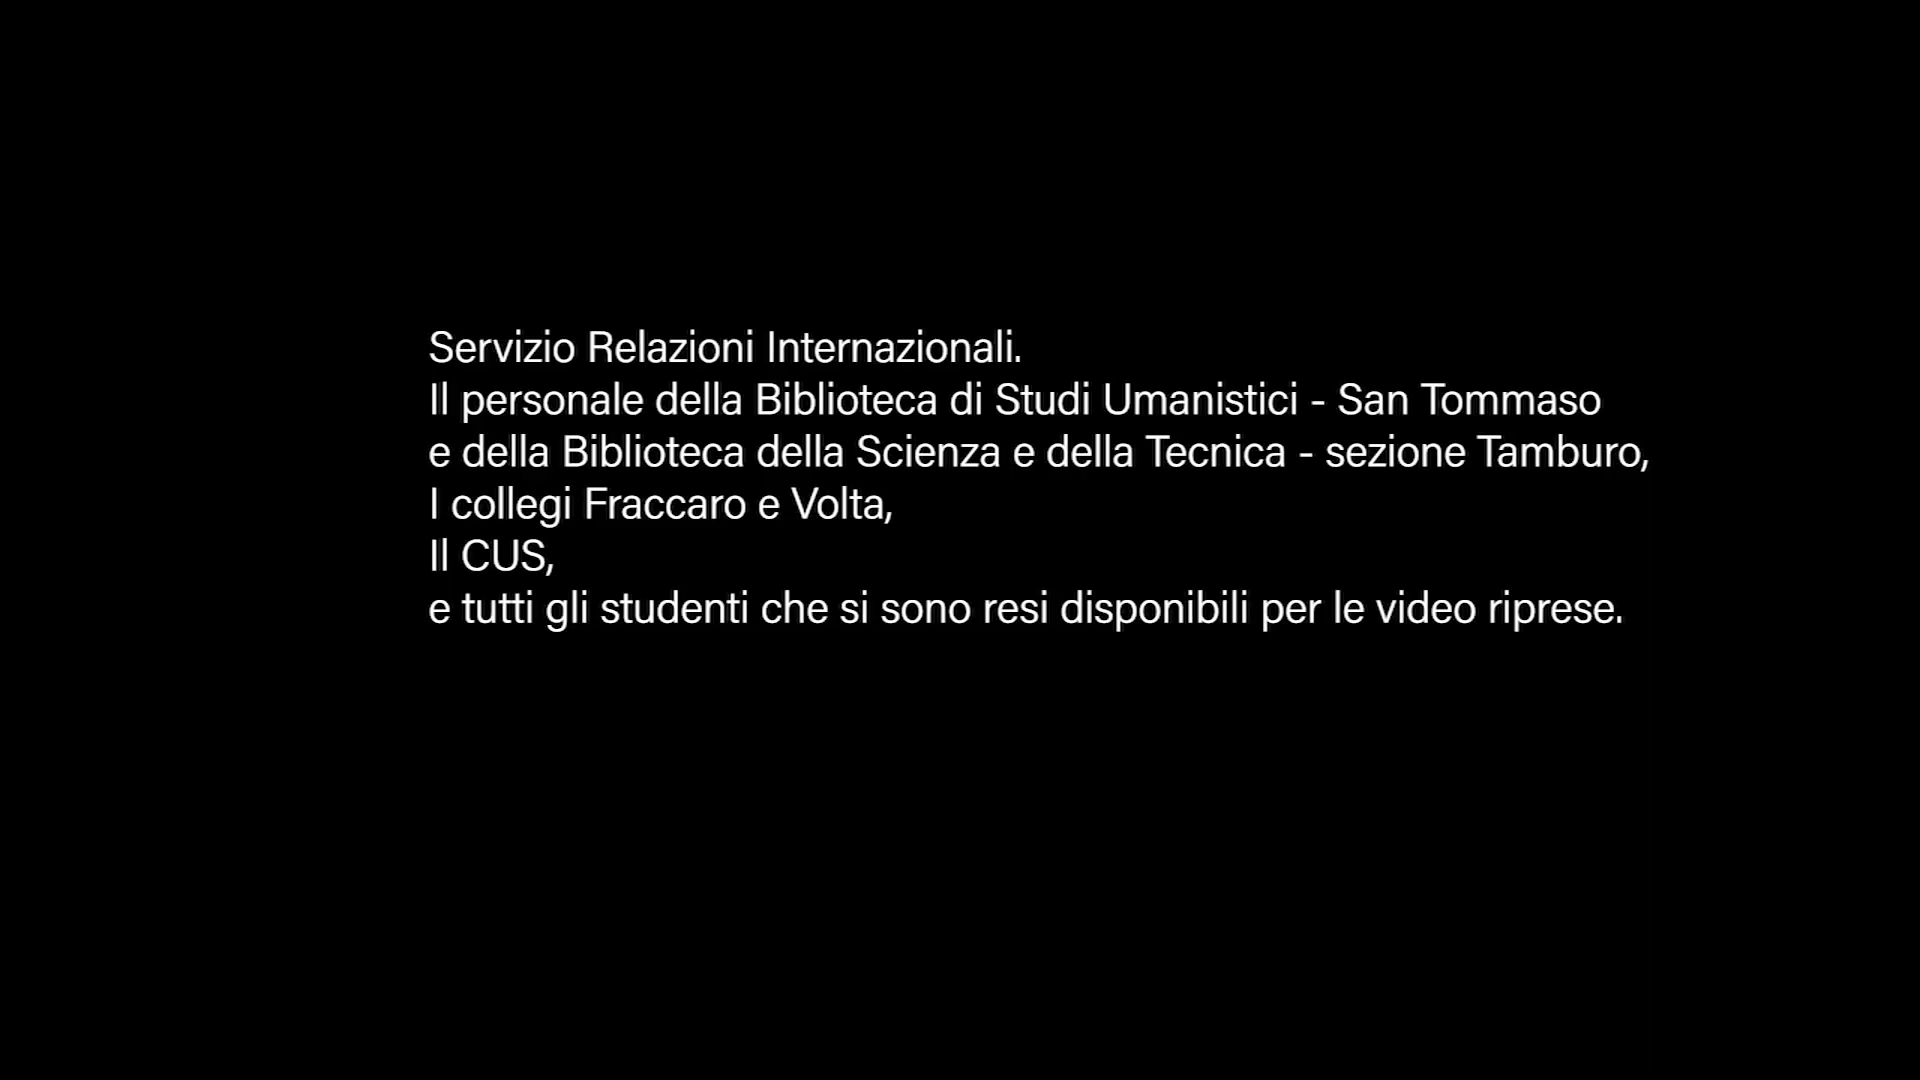 Servizio Relazioni Internazionali.
Il personale della Biblioteca di Studi Umanistici - San Tommaso
e della Biblioteca della Scienza e della Tecnica - sezione Tamburo,
I collegi Fraccaro e Volta,
Il CUS,
e tutti gli studenti che si sono resi disponibili per le video riprese.